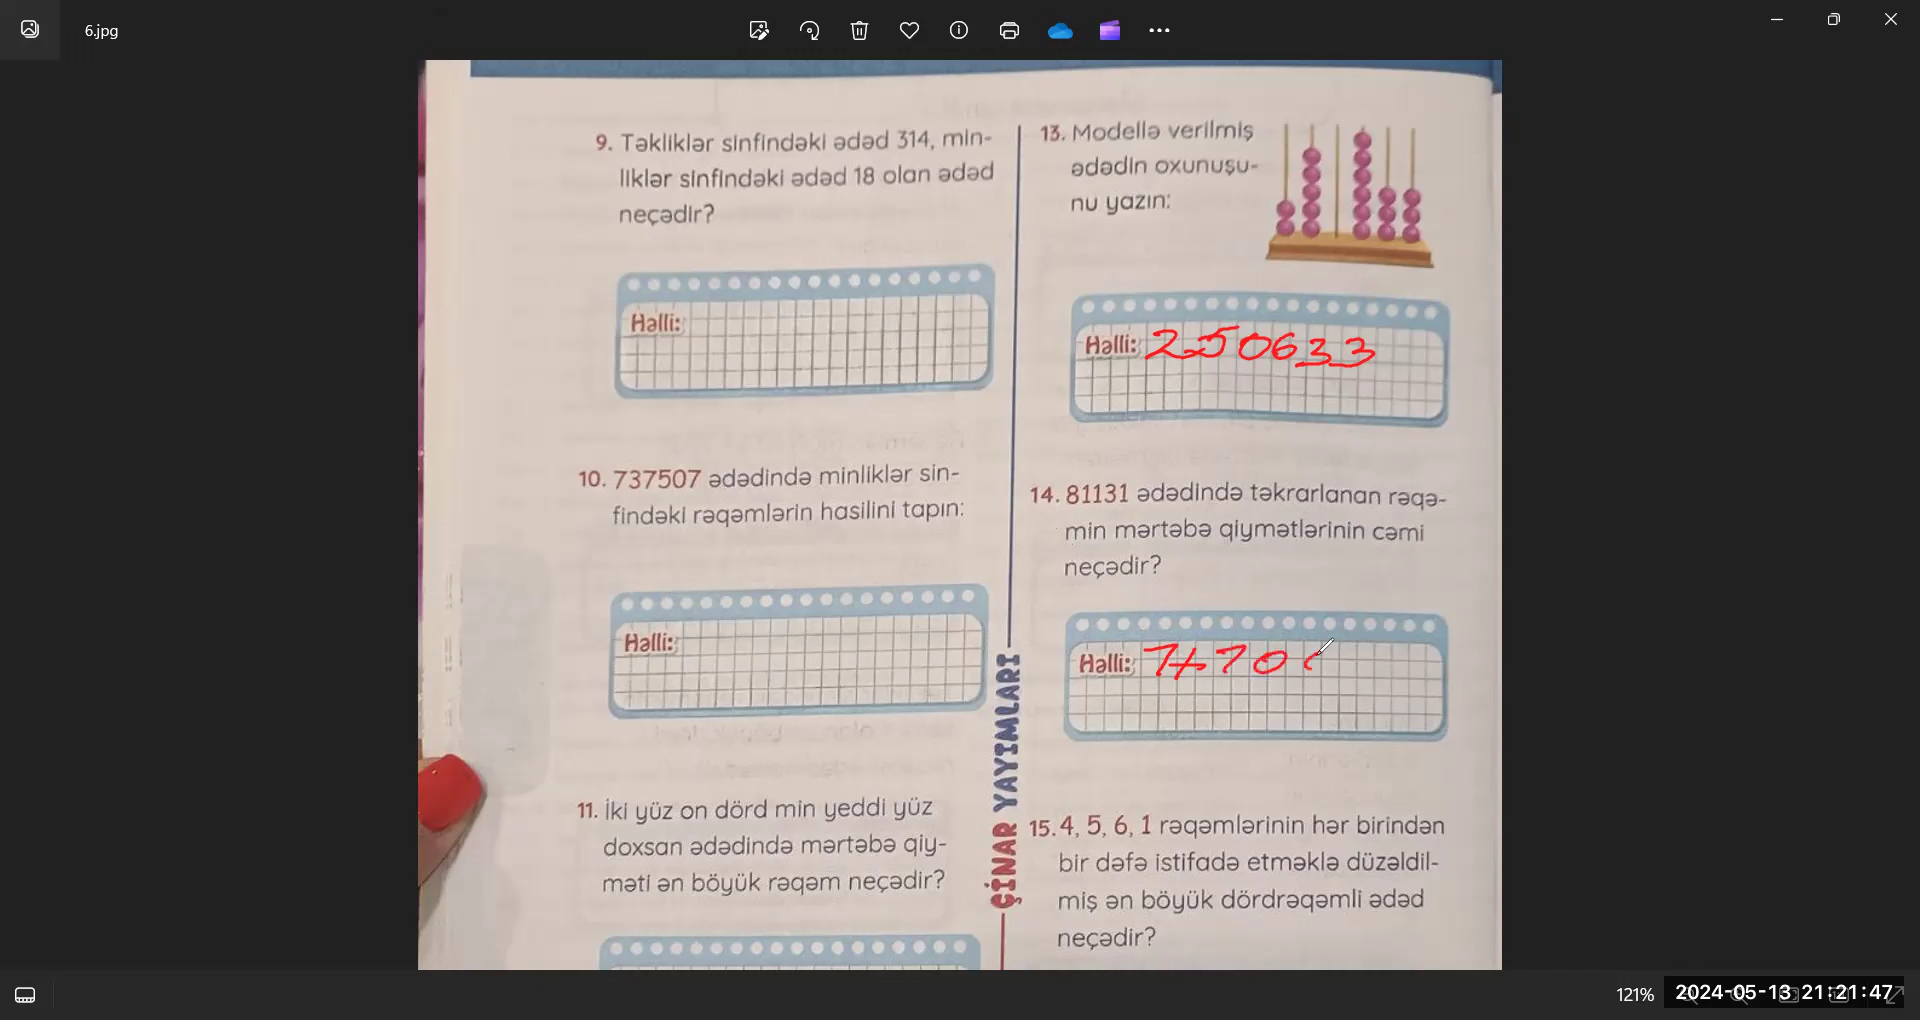 6.jpg
9. Təkliklər sinfindəki ədəd 314, min-
liklər sinfindəki ədəd 18 olan ədəd
neçədir?
Həlli:
10. 737507 ədədində minliklər sin-
findəki rəqəmlərin hasilini tapın:
Həlli:
11. İki yüz on dörd min yeddi yüz
doxsan ədədində mərtəbə qiy-
məti ən böyük rəqəm neçədir?
ÇİNAR YAYIMLARI
13. Modellə verilmiş
ədədin oxunuşu-
nu yazın:
Həlli: 250633
14. 81131 ədədində təkrarlanan rəqə-
min mərtəbə qiymətlərinin cəmi
neçədir?
Həlli:
15. 4, 5, 6, 1 rəqəmlərinin hər birindən
bir dəfə istifadə etməklə düzəldil-
miş ən böyük dördrəqəmli ədəd
neçədir?
121%
2024-05-13 21:21:47